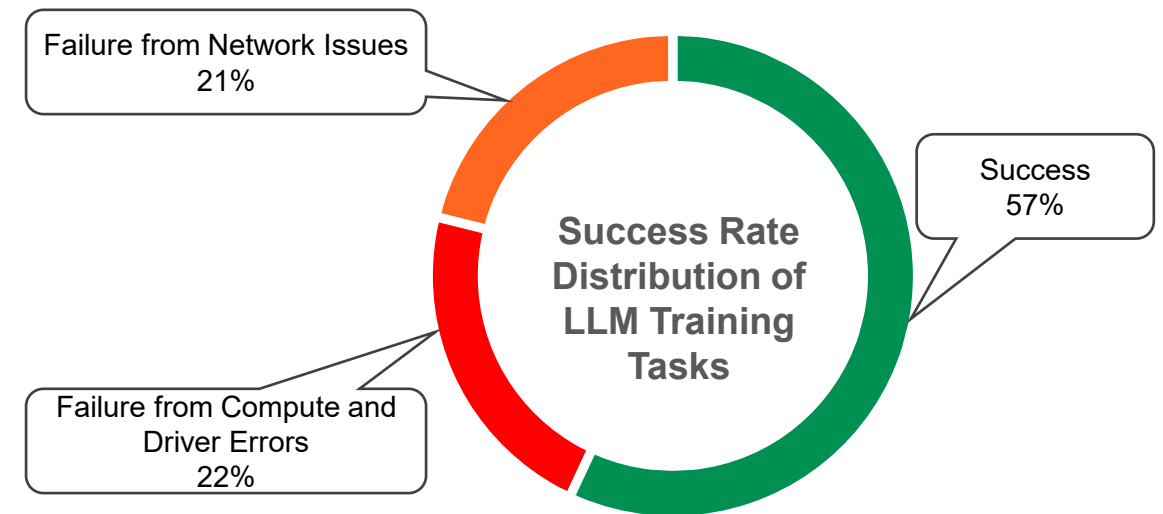 Failure from Network Issues
21%
Success
57%
Success Rate
Distribution of
LLM Training
Tasks
Failure from Compute and
Driver Errors
22%